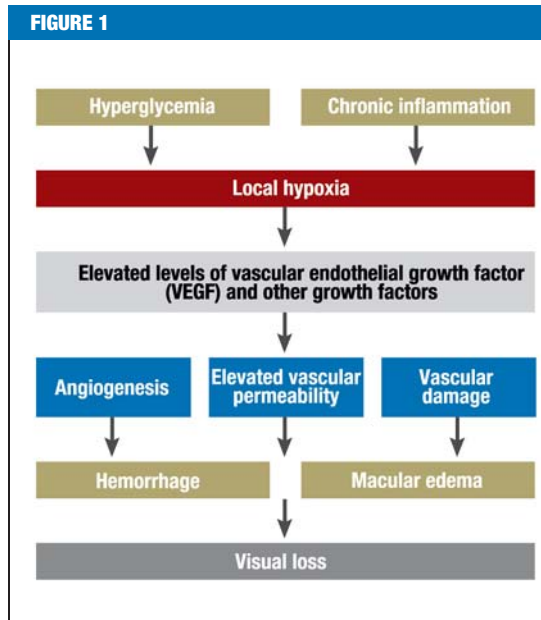 FIGURE 1
Hyperglycemia
Chronic inflammation
Local hypoxia
Elevated levels of vascular endothelial growth factor
(VEGF) and other growth factors
Angiogenesis
Elevated vascular
permeability
Vascular
damage
Hemorrhage
Macular edema
Visual loss